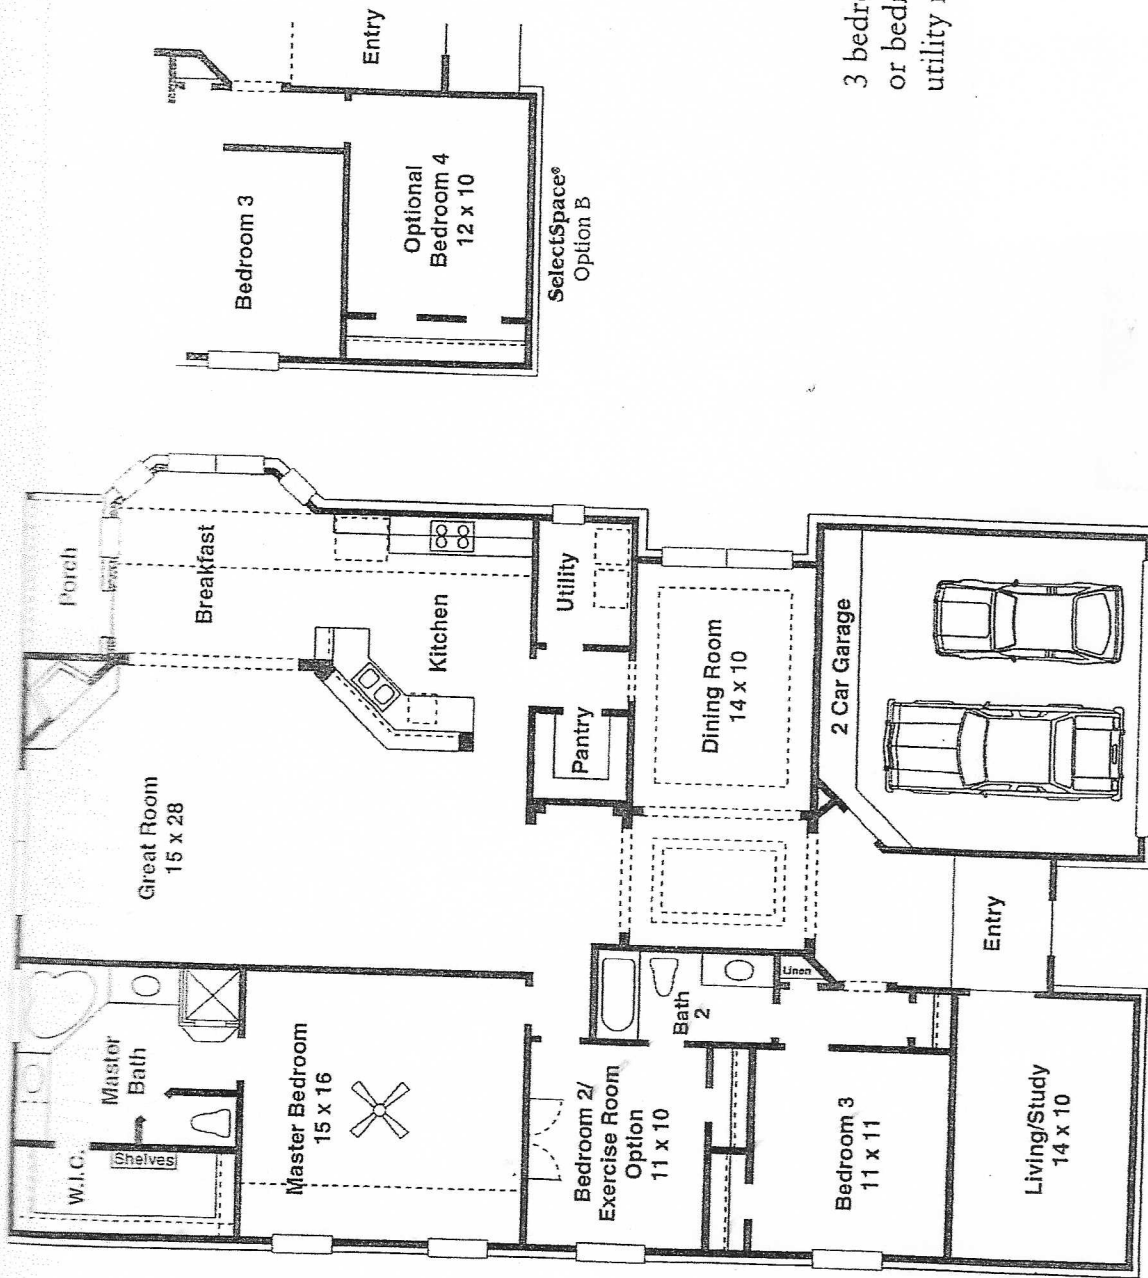 Porch
Breakfast
Great Room
15 x 28
Kitchen
Utility
Pantry
Dining Room
14 x 10
2 Car Garage
Entry
Master
Bath
W.I.C.
Shelves
Master Bedroom
15 x 16
Bedroom 2/
Exercise Room
Option
11 x 10
Bath
2
Linen
Bedroom 3
11 x 11
Living/Study
14 x 10
Bedroom 3
Optional
Bedroom 4
12 x 10
Entry
SelectSpace®
Option B
3 bedr
or bedr
utility